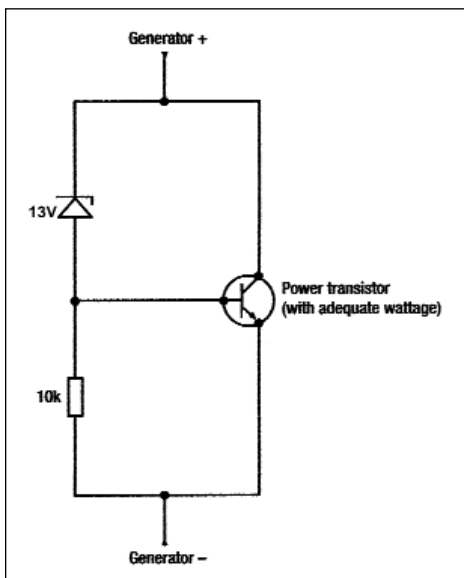 Generator +
13V
Power transistor
(with adequate wattage)
10k
Generator –